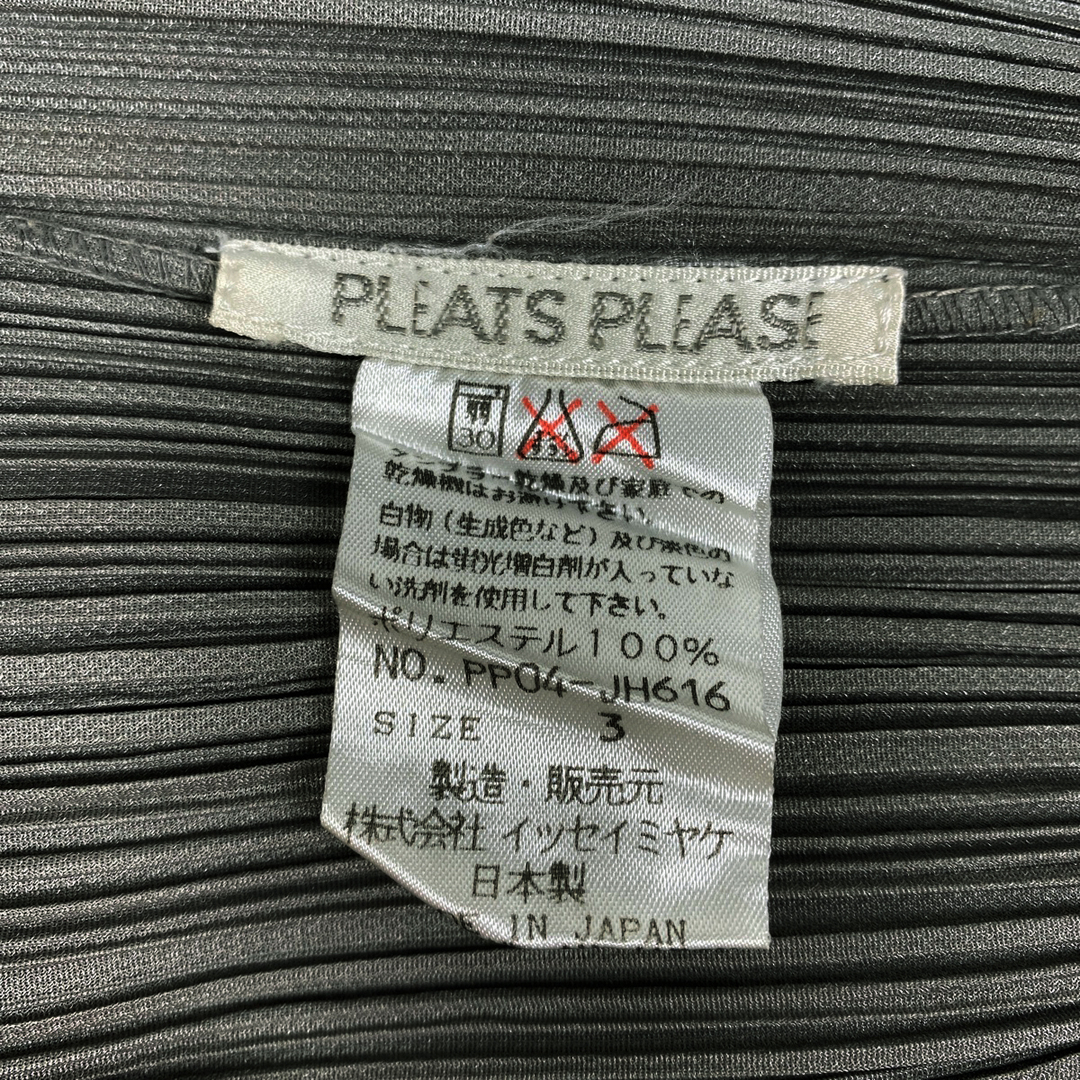 PLEATS PLEASE
30
タンブラー乾燥及び家庭での
乾燥機はお避け下さい。
白物(生成色など)及び淡色の
場合は蛍光増白剤が入っていな
い洗剤を使用して下さい。
ポリエステル100%
NO. PP04-JH616
SIZE 3
製造・販売元
株式会社 イッセイミヤケ
日本製
IN JAPAN